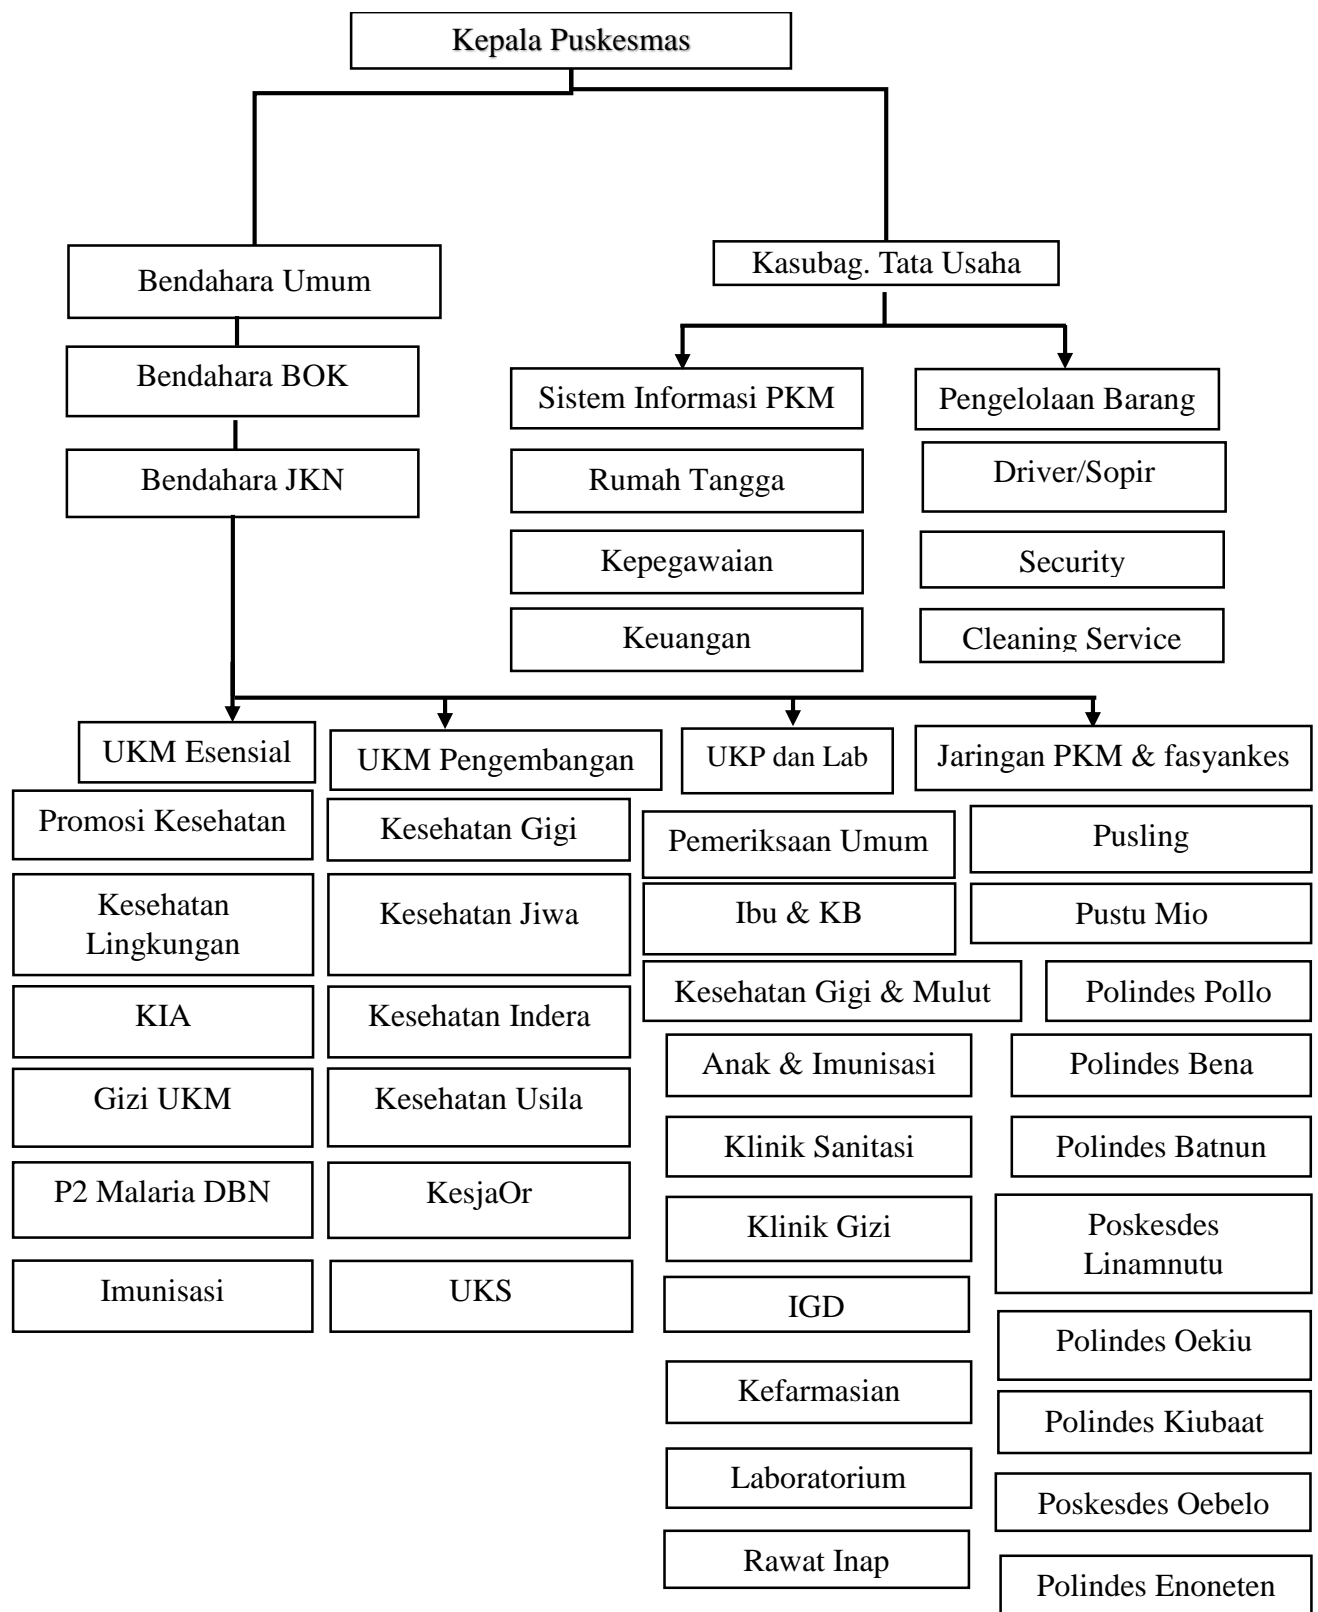 Kepala Puskesmas
Bendahara Umum
Kasubag. Tata Usaha
Bendahara BOK
Bendahara JKN
Sistem Informasi PKM
Pengelolaan Barang
Rumah Tangga
Driver/Sopir
Kepegawaian
Security
Keuangan
Cleaning Service
UKM Esensial
UKM Pengembangan
UKP dan Lab
Jaringan PKM & fasyankes
Promosi Kesehatan
Kesehatan
Lingkungan
KIA
Gizi UKM
P2 Malaria DBN
Imunisasi
Kesehatan Gigi
Kesehatan Jiwa
Kesehatan Indera
Kesehatan Usila
KesjaOr
UKS
Pemeriksaan Umum
Ibu & KB
Kesehatan Gigi & Mulut
Anak & Imunisasi
Klinik Sanitasi
Klinik Gizi
IGD
Kefarmasian
Laboratorium
Rawat Inap
Pusling
Pustu Mio
Polindes Pollo
Polindes Bena
Polindes Batnun
Poskesdes
Linamnutu
Polindes Oekiu
Polindes Kiubaat
Poskesdes Oebelo
Polindes Enoneten